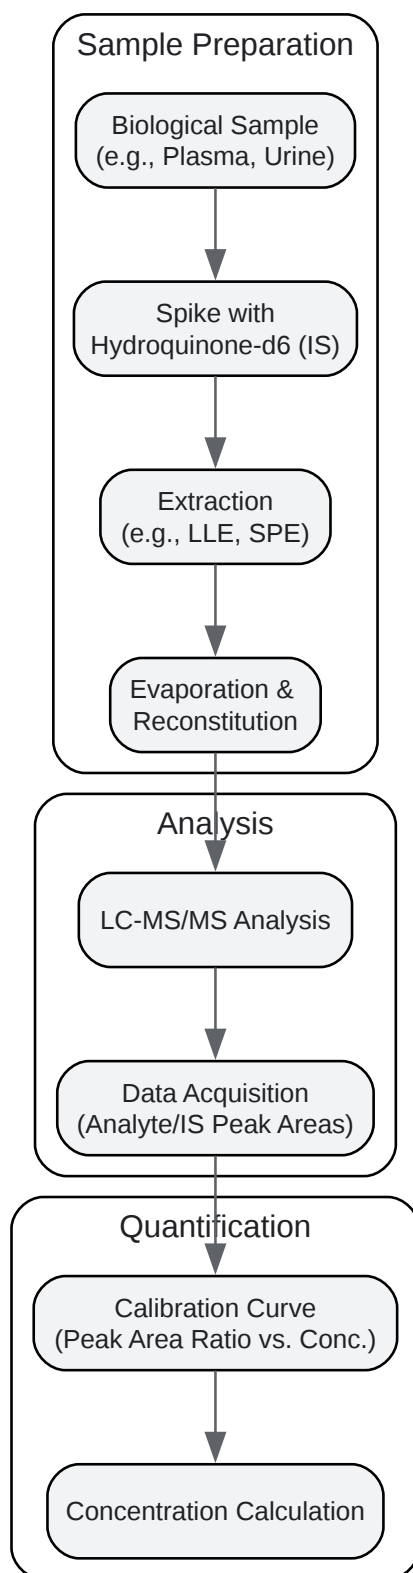 Sample Preparation
Biological Sample
(e.g., Plasma, Urine)
Spike with
Hydroquinone-d6 (IS)
Extraction
(e.g., LLE, SPE)
Evaporation &
Reconstitution
Analysis
LC-MS/MS Analysis
Data Acquisition
(Analyte/IS Peak Areas)
Quantification
Calibration Curve
(Peak Area Ratio vs. Conc.)
Concentration Calculation